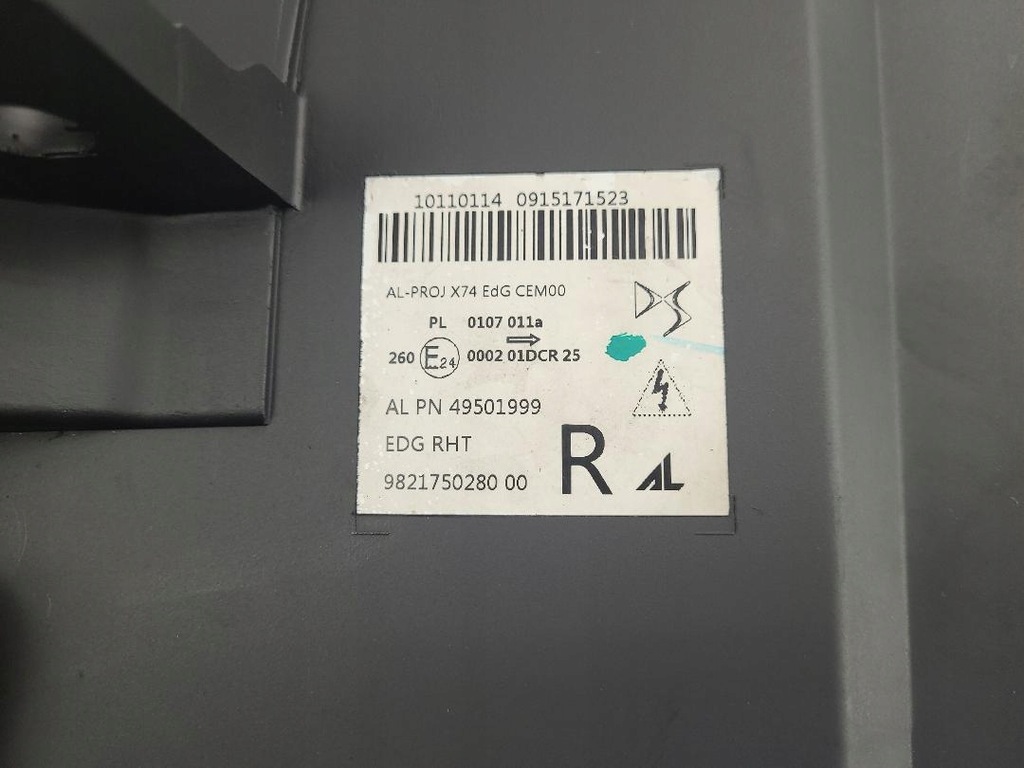 10110114 0915171523
AL-PROJ X74 EdG CEM00
DS
PL 0107 011a
260 E24 0002 01DCR 25
AL PN 49501999
EDG RHT
9821750280 00
R
AL